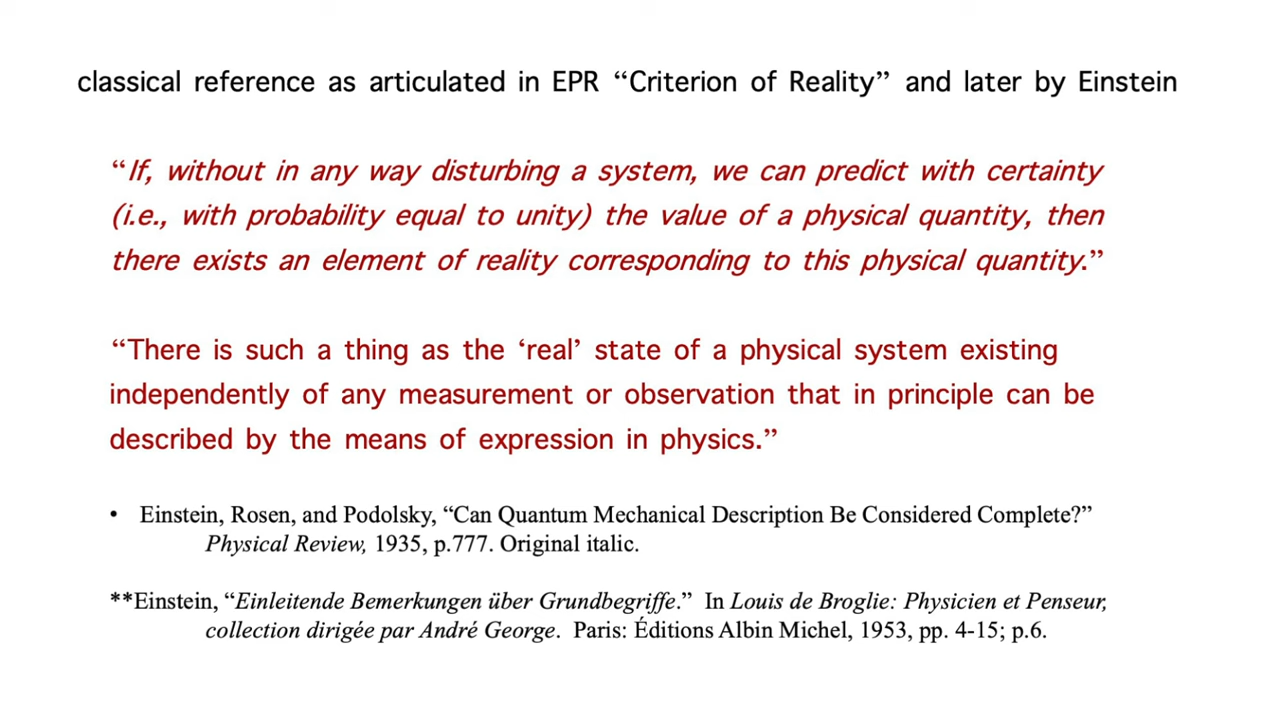 classical reference as articulated in EPR “Criterion of Reality” and later by Einstein
“If, without in any way disturbing a system, we can predict with certainty
(i.e., with probability equal to unity) the value of a physical quantity, then
there exists an element of reality corresponding to this physical quantity.”
“There is such a thing as the ‘real’ state of a physical system existing
independently of any measurement or observation that in principle can be
described by the means of expression in physics.”
• Einstein, Rosen, and Podolsky, “Can Quantum Mechanical Description Be Considered Complete?”
Physical Review, 1935, p.777. Original italic.
**Einstein, “Einleitende Bemerkungen über Grundbegriffe.” In Louis de Broglie: Physicien et Penseur,
collection dirigée par André George. Paris: Éditions Albin Michel, 1953, pp. 4-15; p.6.